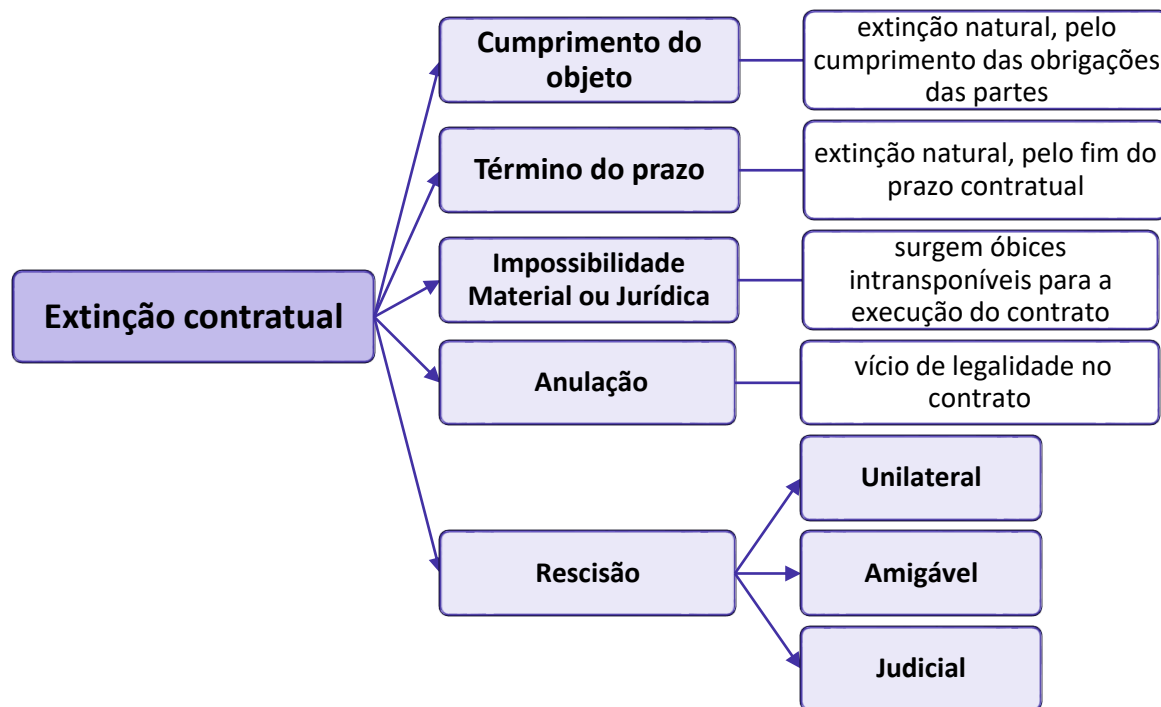 Extinção contratual
Cumprimento do
objeto
extinção natural, pelo
cumprimento das obrigações
das partes
Término do prazo
extinção natural, pelo fim do
prazo contratual
Impossibilidade
Material ou Jurídica
surgem óbices
intransponíveis para a
execução do contrato
Anulação
vício de legalidade no
contrato
Rescisão
Unilateral
Amigável
Judicial